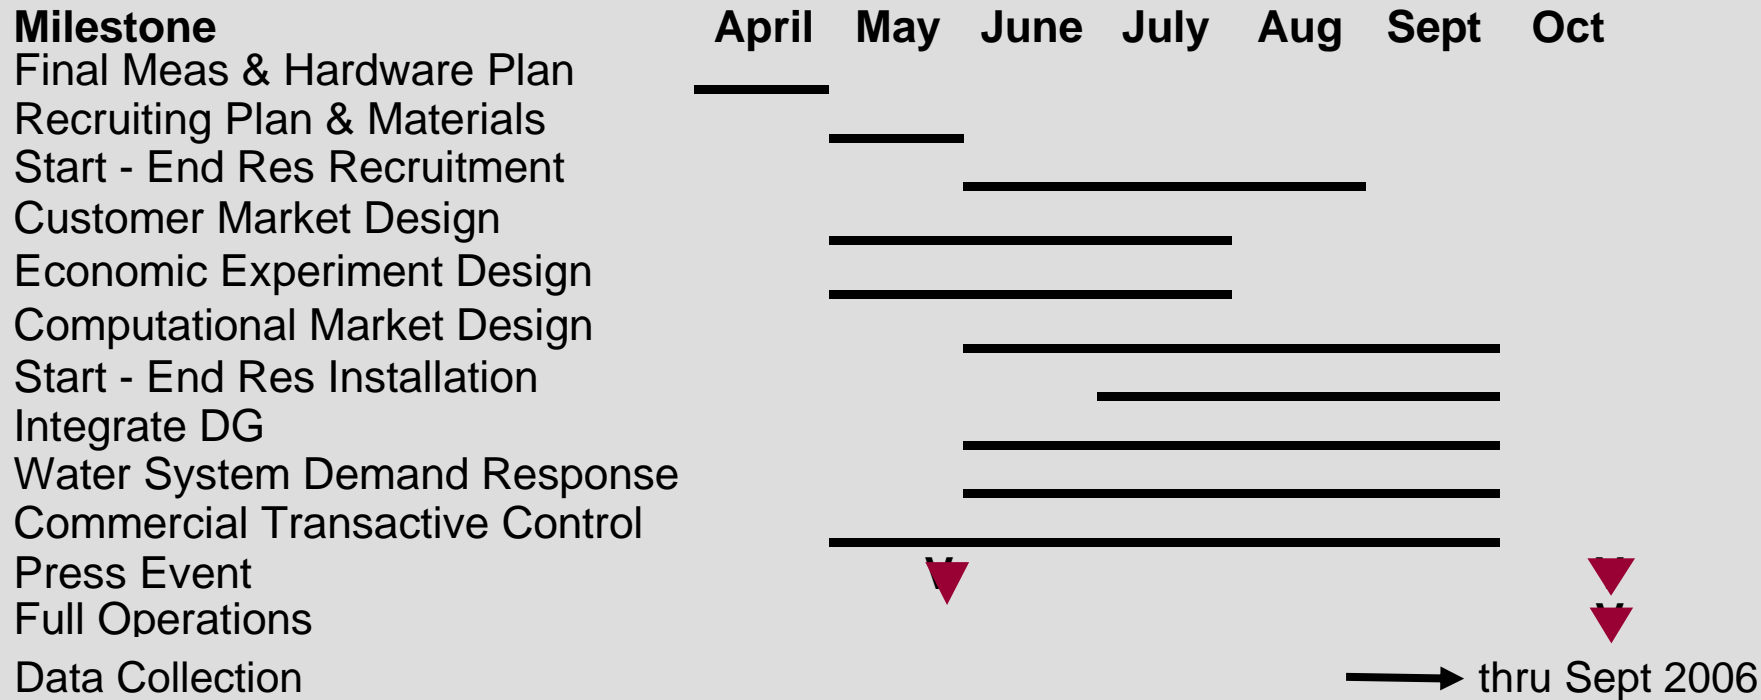 Milestone April May June July Aug Sept Oct
Final Meas & Hardware Plan
Recruiting Plan & Materials
Start - End Res Recruitment
Customer Market Design
Economic Experiment Design
Computational Market Design
Start - End Res Installation
Integrate DG
Water System Demand Response
Commercial Transactive Control
Press Event
Full Operations
Data Collection thru Sept 2006